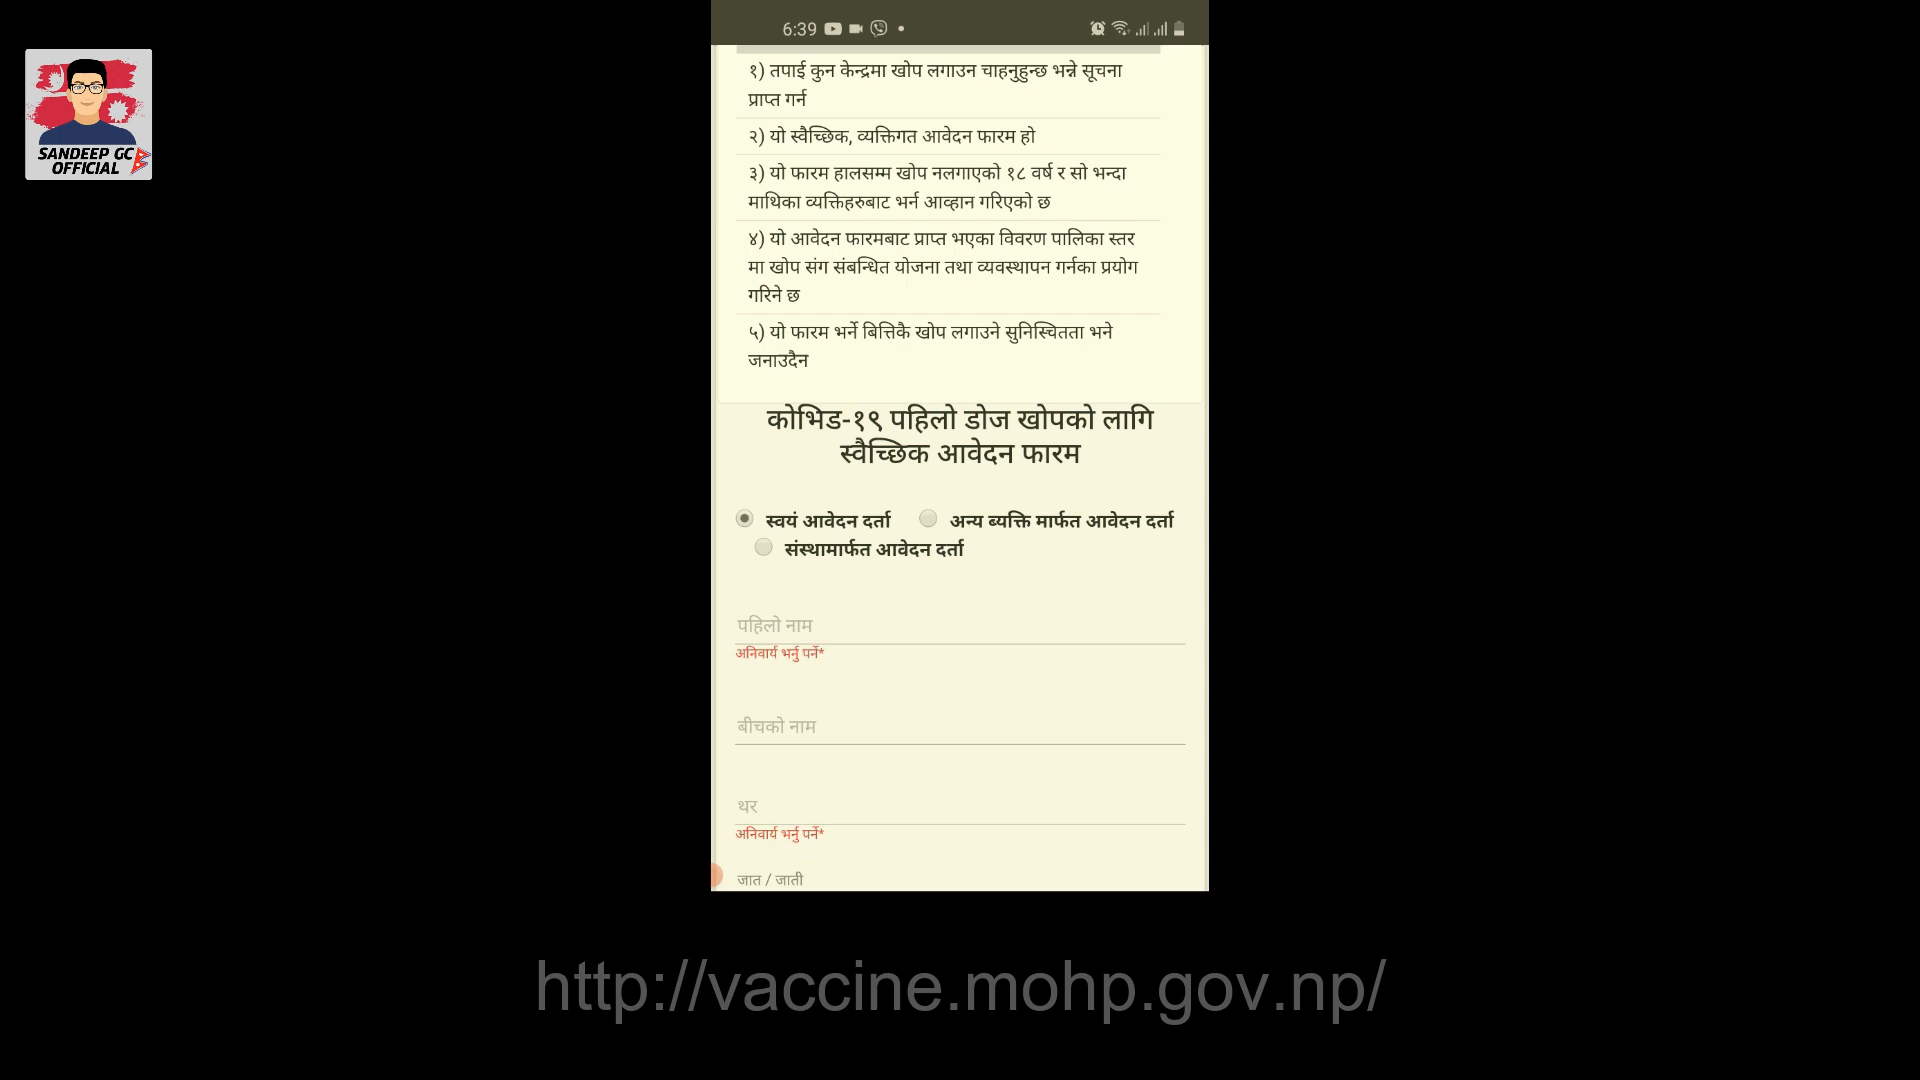 6:39
SANDEEP GC
OFFICIAL
१) तपाई कुन केन्द्रमा खोप लगाउन चाहनुहुन्छ भन्ने सूचना
प्राप्त गर्न
२) यो स्वैच्छिक, व्यक्तिगत आवेदन फारम हो
३) यो फारम हालसम्म खोप नलगाएको १८ वर्ष र सो भन्दा
माथिका व्यक्तिहरुबाट भर्न आव्हान गरिएको छ
४) यो आवेदन फारमबाट प्राप्त भएका विवरण पालिका स्तर
मा खोप संग संबन्धित योजना तथा व्यवस्थापन गर्नका प्रयोग
गरिने छ
५) यो फारम भर्ने बित्तिकै खोप लगाउने सुनिस्चितता भने
जनाउदैन
कोभिड-१९ पहिलो डोज खोपको लागि
स्वैच्छिक आवेदन फारम
स्वयं आवेदन दर्ता अन्य ब्यक्ति मार्फत आवेदन दर्ता
संस्थामार्फत आवेदन दर्ता
पहिलो नाम
अनिवार्य भर्नु पर्ने*
बीचको नाम
थर
अनिवार्य भर्नु पर्ने*
जात / जाती
http://vaccine.mohp.gov.np/